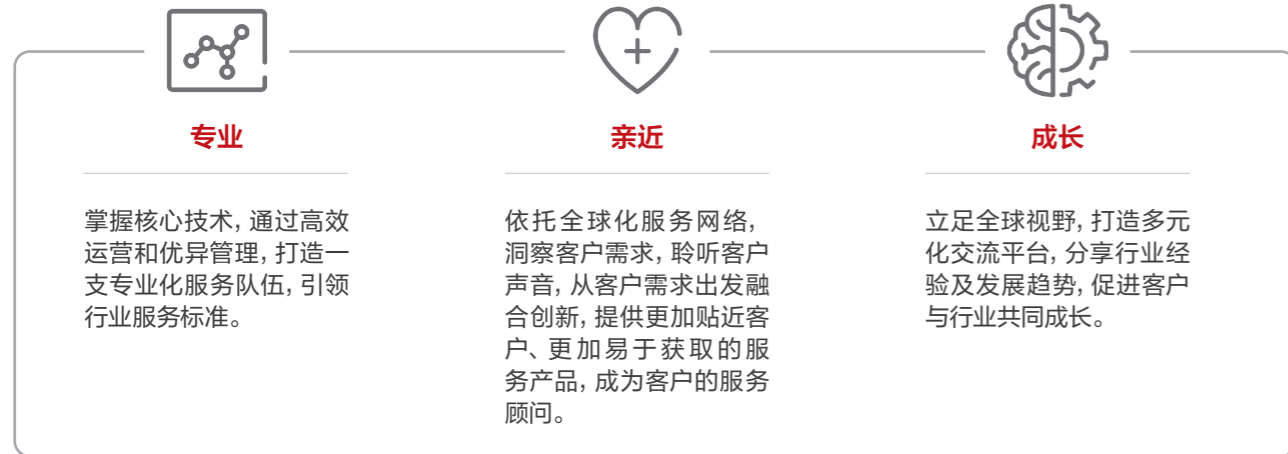 专业
掌握核心技术，通过高效
运营和优异管理，打造一
支专业化服务队伍，引领
行业服务标准。
亲近
依托全球化服务网络，
洞察客户需求，聆听客户
声音，从客户需求出发融
合创新，提供更加贴近客
户、更加易于获取的服
务产品，成为客户的服务
顾问。
成长
立足全球视野，打造多元
化交流平台，分享行业经
验及发展趋势，促进客户
与行业共同成长。